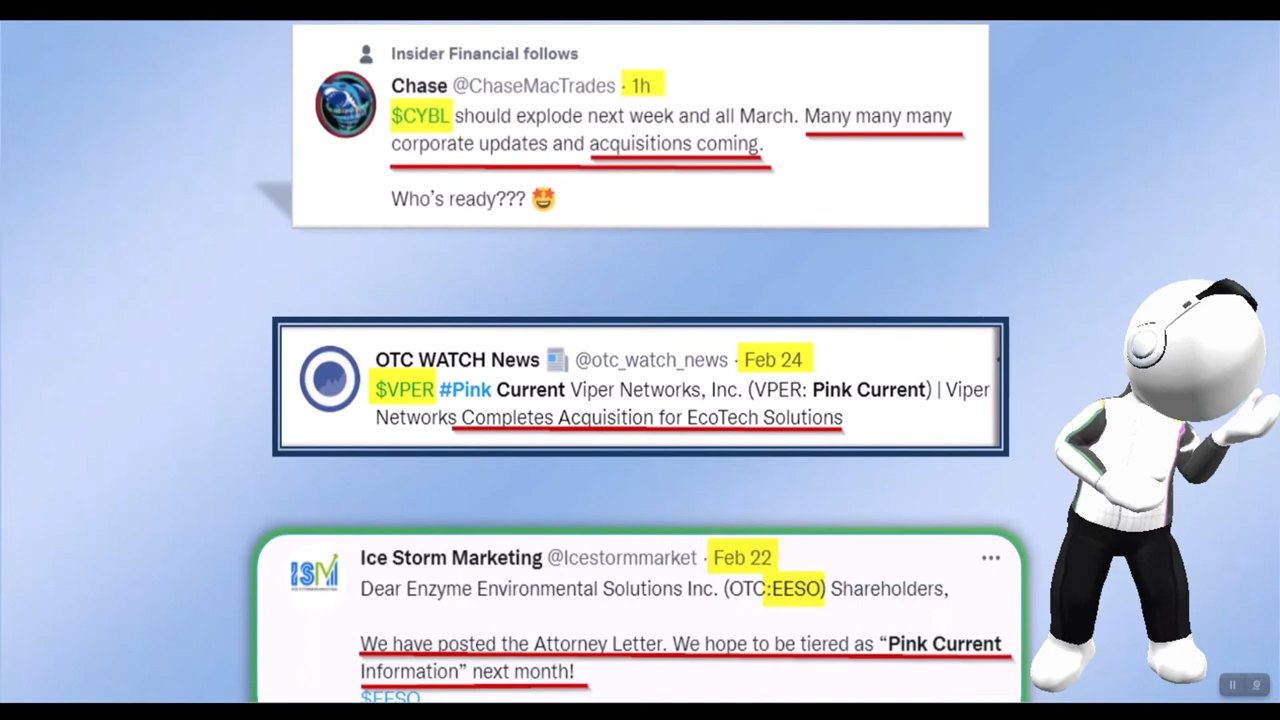 Insider Financial follows
Chase @ChaseMacTrades · 1h
$CYBL should explode next week and all March. Many many many
corporate updates and acquisitions coming.
Who's ready??? 🤩
OTC WATCH News 📰 @otc_watch_news · Feb 24
$VPER #Pink Current Viper Networks, Inc. (VPER: Pink Current) | Viper
Networks Completes Acquisition for EcoTech Solutions
ISM
Ice Storm Marketing @Icestormmarket · Feb 22
Dear Enzyme Environmental Solutions Inc. (OTC:EESO) Shareholders,
We have posted the Attorney Letter. We hope to be tiered as “Pink Current
Information” next month!
$EESO